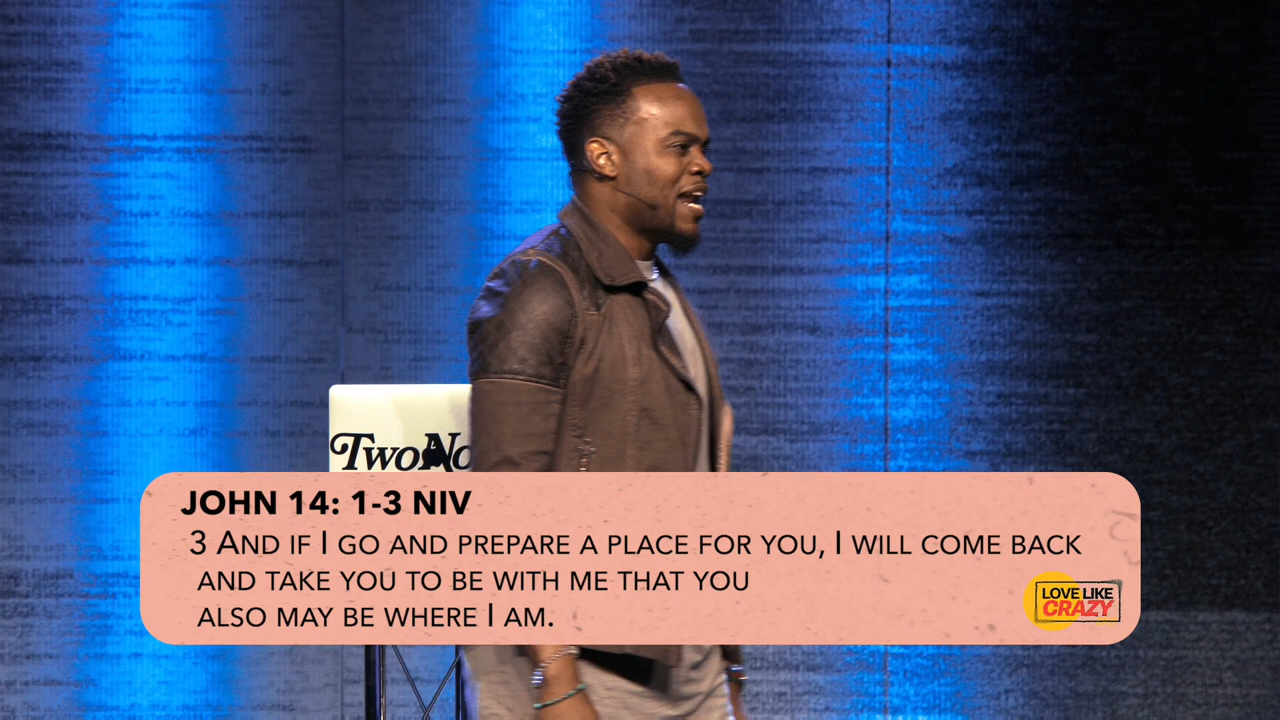 TwoNo
JOHN 14: 1-3 NIV
3 AND IF I GO AND PREPARE A PLACE FOR YOU, I WILL COME BACK
AND TAKE YOU TO BE WITH ME THAT YOU
ALSO MAY BE WHERE I AM.
LOVE LIKE
CRAZY